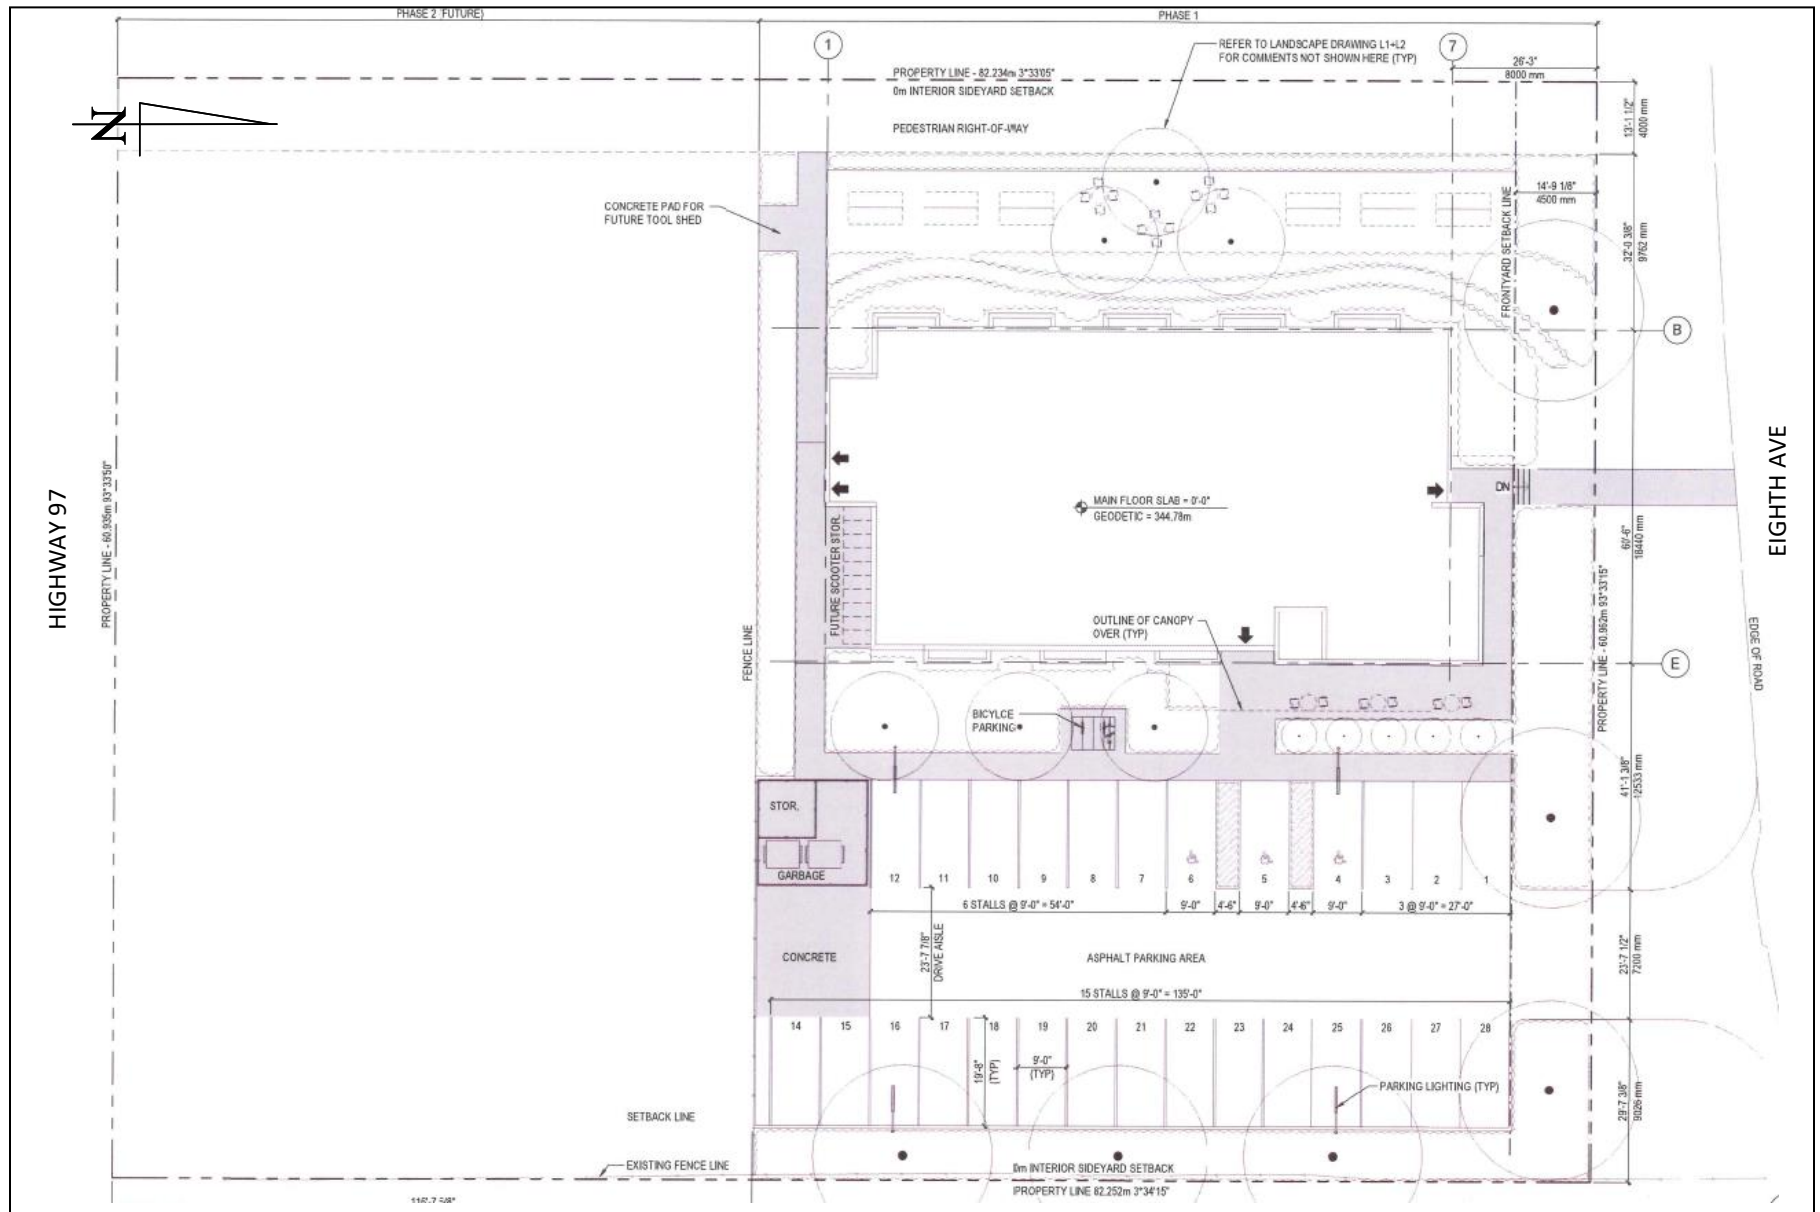 PHASE 2 (FUTURE)
PHASE 1
1
7
REFER TO LANDSCAPE DRAWING L1+L2
FOR COMMENTS NOT SHOWN HERE (TYP)
26'-3"
8000 mm
PROPERTY LINE - 82.234m 3°33'05"
0m INTERIOR SIDEYARD SETBACK
PEDESTRIAN RIGHT-OF-WAY
N
13'-1 1/2"
4000 mm
14'-9 1/8"
4500 mm
CONCRETE PAD FOR
FUTURE TOOL SHED
FRONTYARD SETBACK LINE
32'-0 3/8"
9762 mm
B
HIGHWAY 97
PROPERTY LINE - 60.935m 93°33'50"
MAIN FLOOR SLAB = 0'-0"
GEODETIC = 344.78m
DN
EIGHTH AVE
FUTURE SCOOTER STOR.
60'-6"
18440 mm
PROPERTY LINE - 60.962m 93°33'15"
EDGE OF ROAD
FENCE LINE
OUTLINE OF CANOPY
OVER (TYP)
E
BICYLCE
PARKING
41'-1 3/8"
12533 mm
STOR.
GARBAGE
12
11
10
9
8
7
6
5
4
3
2
1
6 STALLS @ 9'-0" = 54'-0"
9'-0"
4'-6"
9'-0"
4'-6"
9'-0"
3 @ 9'-0" = 27'-0"
23'-7 7/8"
DRIVE AISLE
CONCRETE
ASPHALT PARKING AREA
23'-7 1/2"
7200 mm
15 STALLS @ 9'-0" = 135'-0"
14
15
16
17
18
19
20
21
22
23
24
25
26
27
28
19'-8"
(TYP)
9'-0"
(TYP)
PARKING LIGHTING (TYP)
29'-7 3/8"
9026 mm
SETBACK LINE
EXISTING FENCE LINE
0m INTERIOR SIDEYARD SETBACK
PROPERTY LINE 82.252m 3°34'15"
116'-7 5/8"